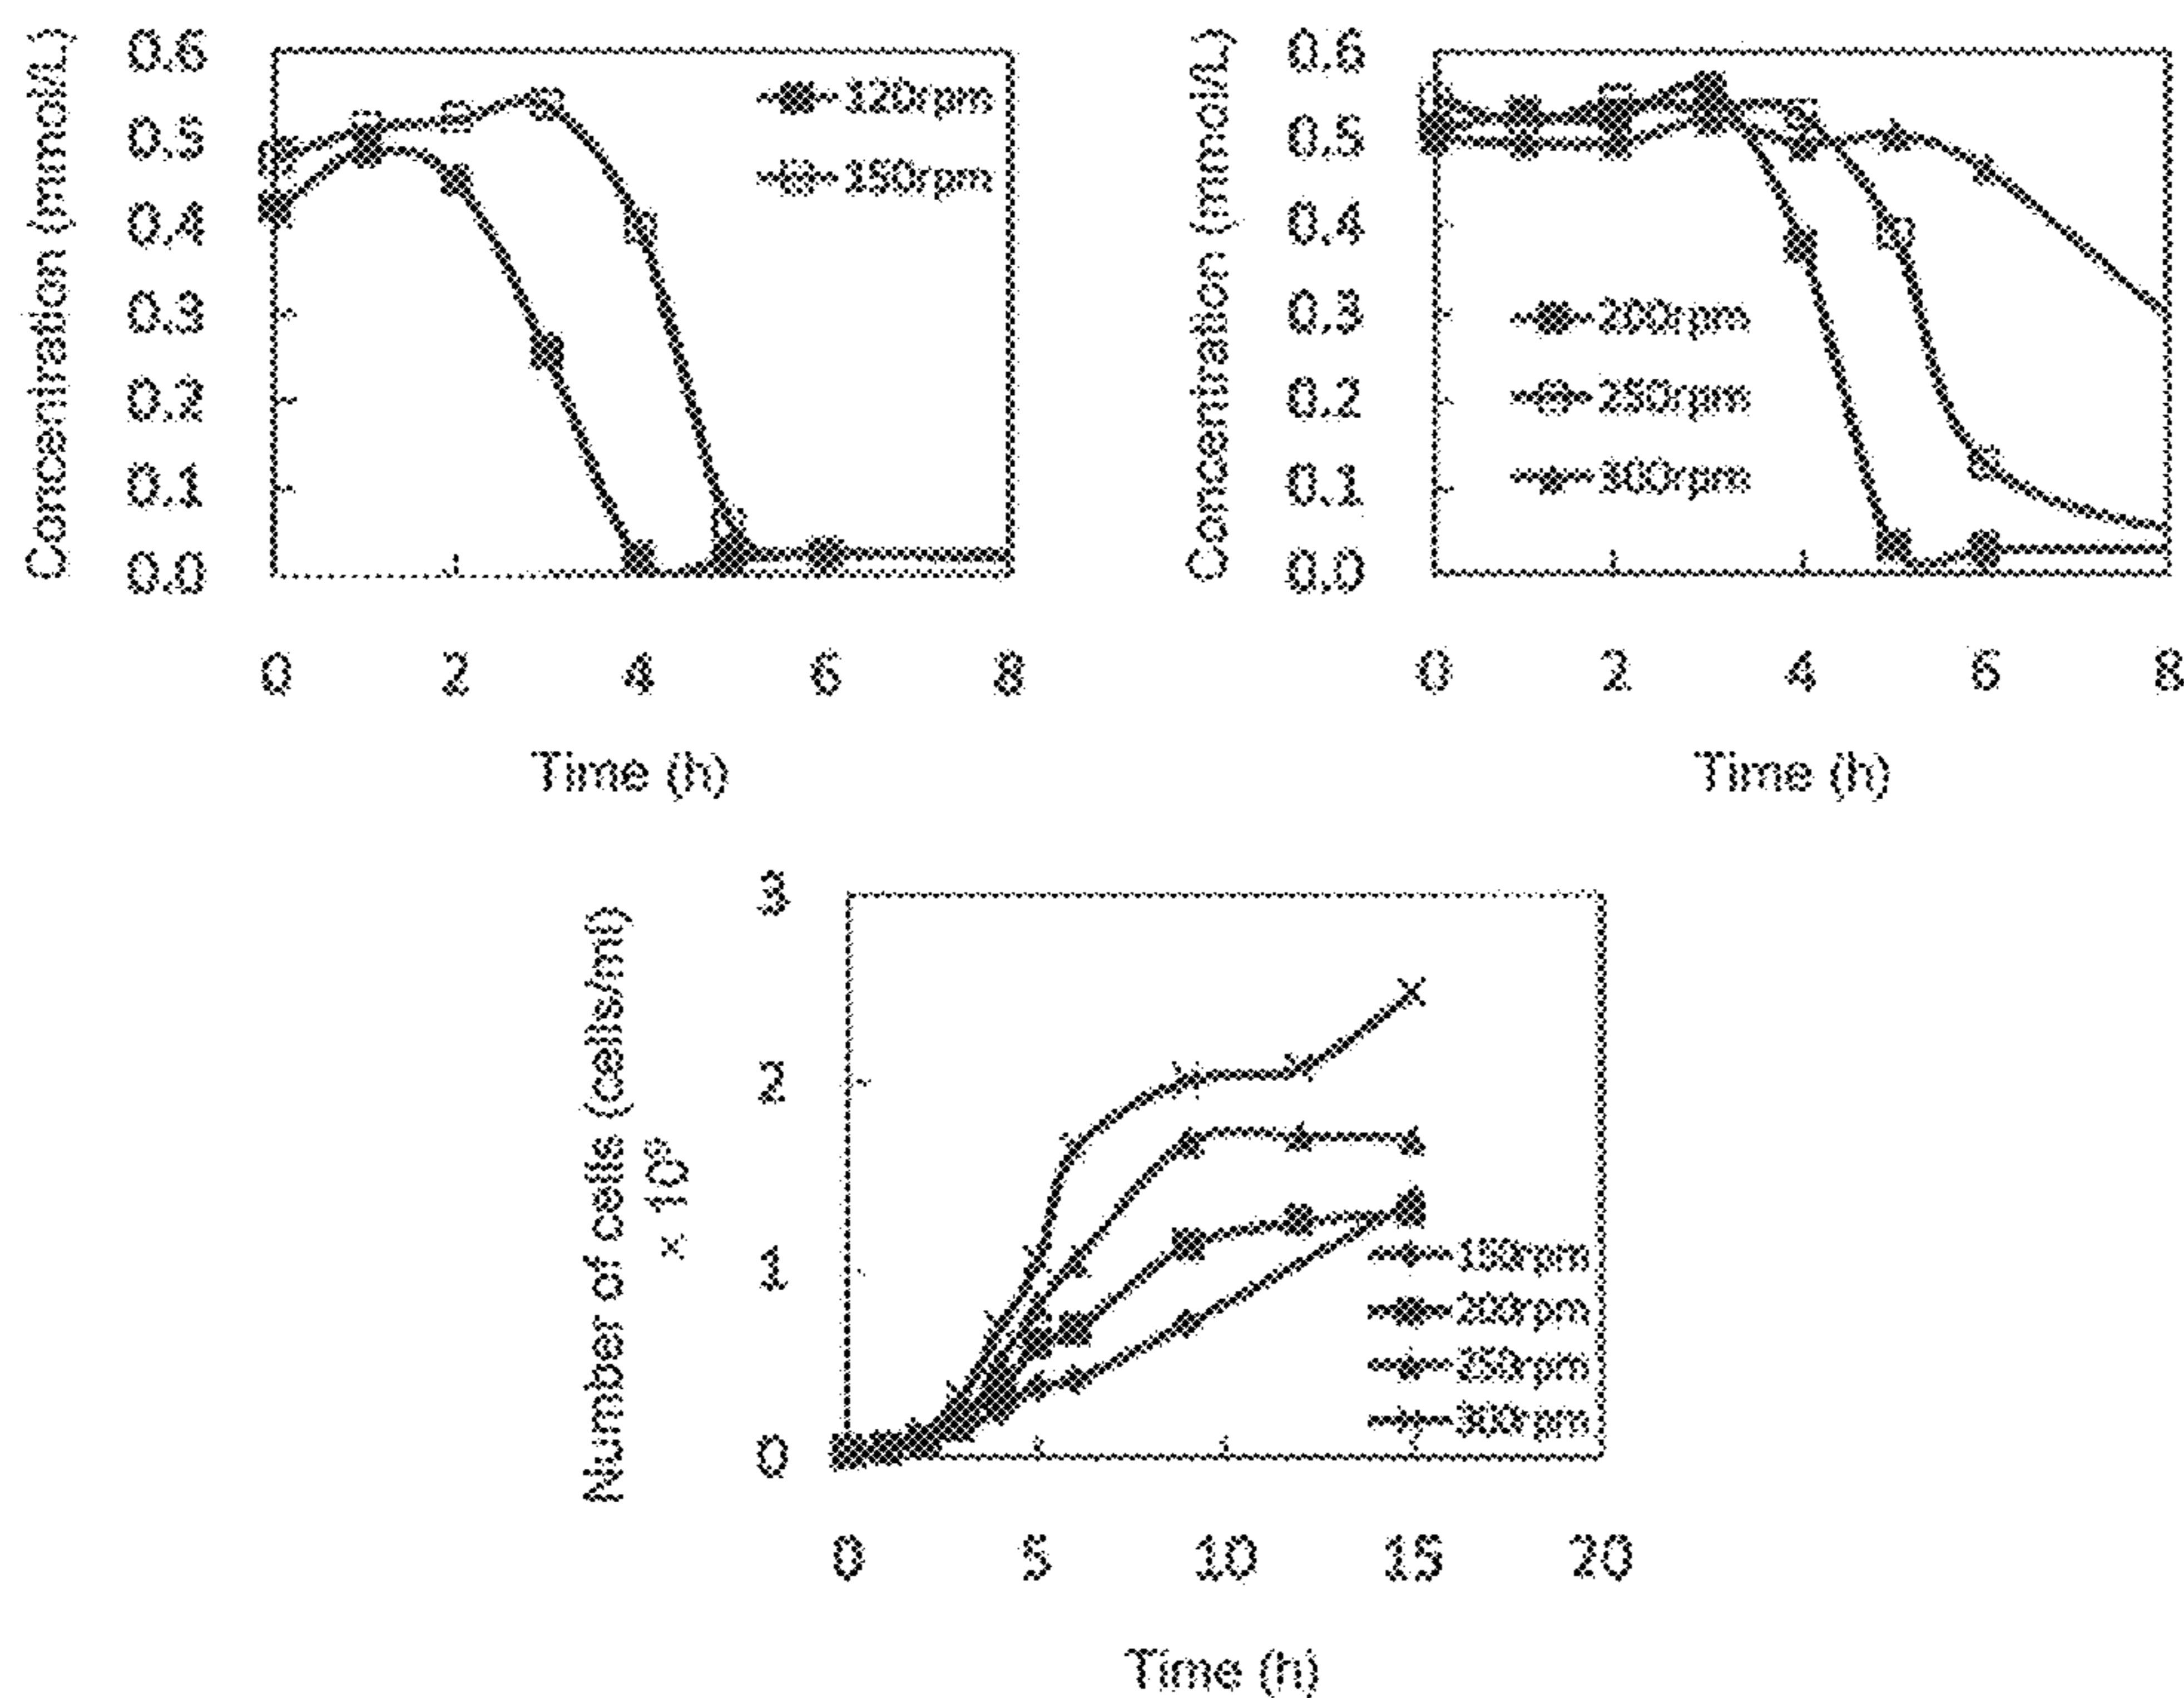 Concentration (mmol/L)
0.6
0.5
0.4
0.3
0.2
0.1
0.0
120rpm
150rpm
0 2 4 6 8
Time (h)
Concentration (mmol/L)
0.6
0.5
0.4
0.3
0.2
0.1
0.0
200rpm
250rpm
300rpm
0 2 4 6 8
Time (h)
Number of cells (cells/ml)
× 10⁸
3
2
1
0
150rpm
200rpm
250rpm
300rpm
0 5 10 15 20
Time (h)